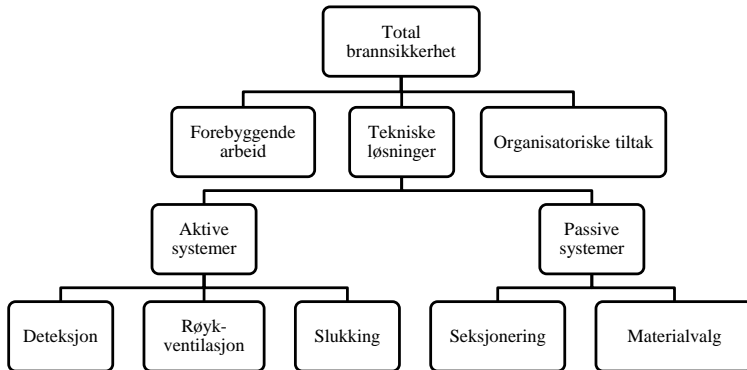 Total
brannsikkerhet
Forebyggende
arbeid
Tekniske
løsninger
Organisatoriske tiltak
Aktive
systemer
Passive
systemer
Deteksjon
Røyk-
ventilasjon
Slukking
Seksjonering
Materialvalg